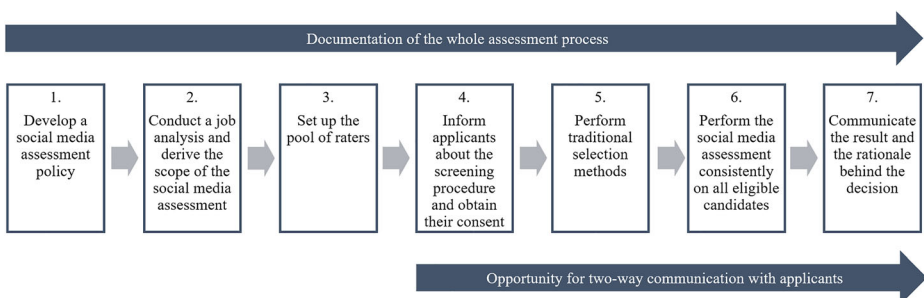 Documentation of the whole assessment process
1.
Develop a
social media
assessment
policy
2.
Conduct a job
analysis and
derive the
scope of the
social media
assessment
3.
Set up the
pool of raters
4.
Inform
applicants
about the
screening
procedure
and obtain
their consent
5.
Perform
traditional
selection
methods
6.
Perform the
social media
assessment
consistently
on all eligible
candidates
7.
Communicate
the result and
the rationale
behind the
decision
Opportunity for two-way communication with applicants